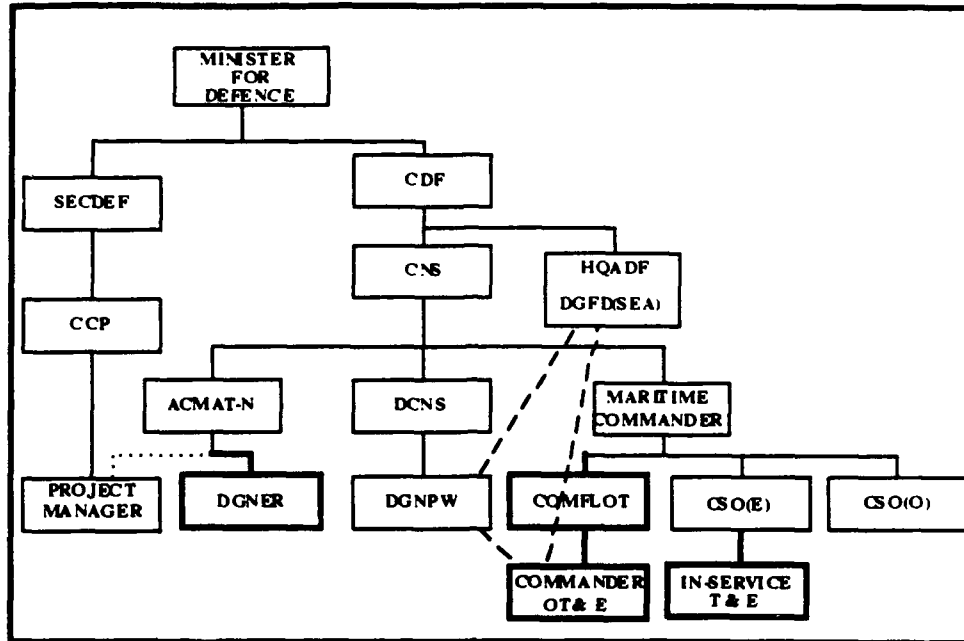 MINISTER
FOR
DEFENCE
SECDEF
CDF
CNS
HQADF
DGFD(SEA)
CCP
ACMAT-N
DCNS
MARITIME
COMMANDER
PROJECT
MANAGER
DGNER
DGNPW
COMFLOT
CSO(E)
CSO(O)
COMMANDER
OT& E
IN-SERVICE
T & E